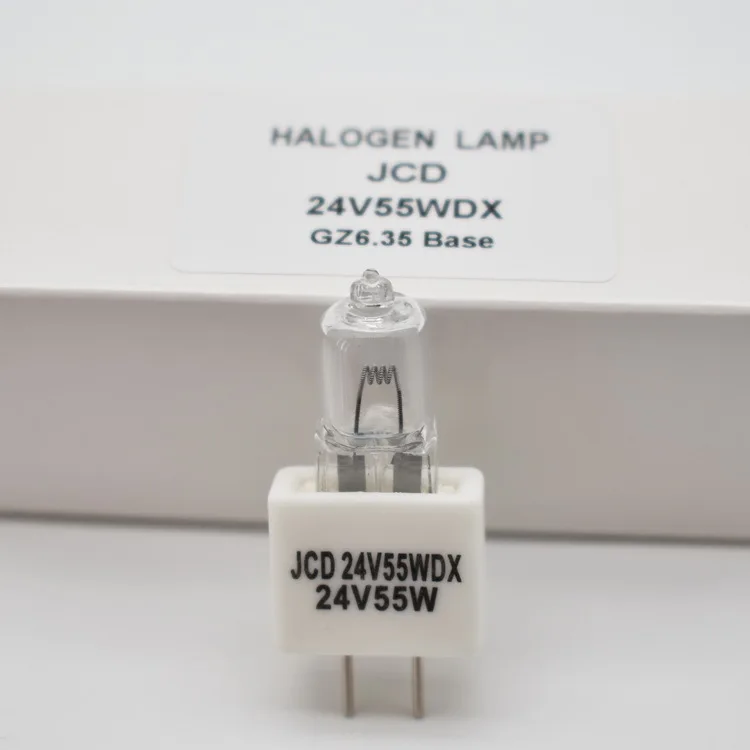 HALOGEN LAMP
JCD
24V55WDX
GZ6.35 Base
JCD 24V55WDX
24V55W